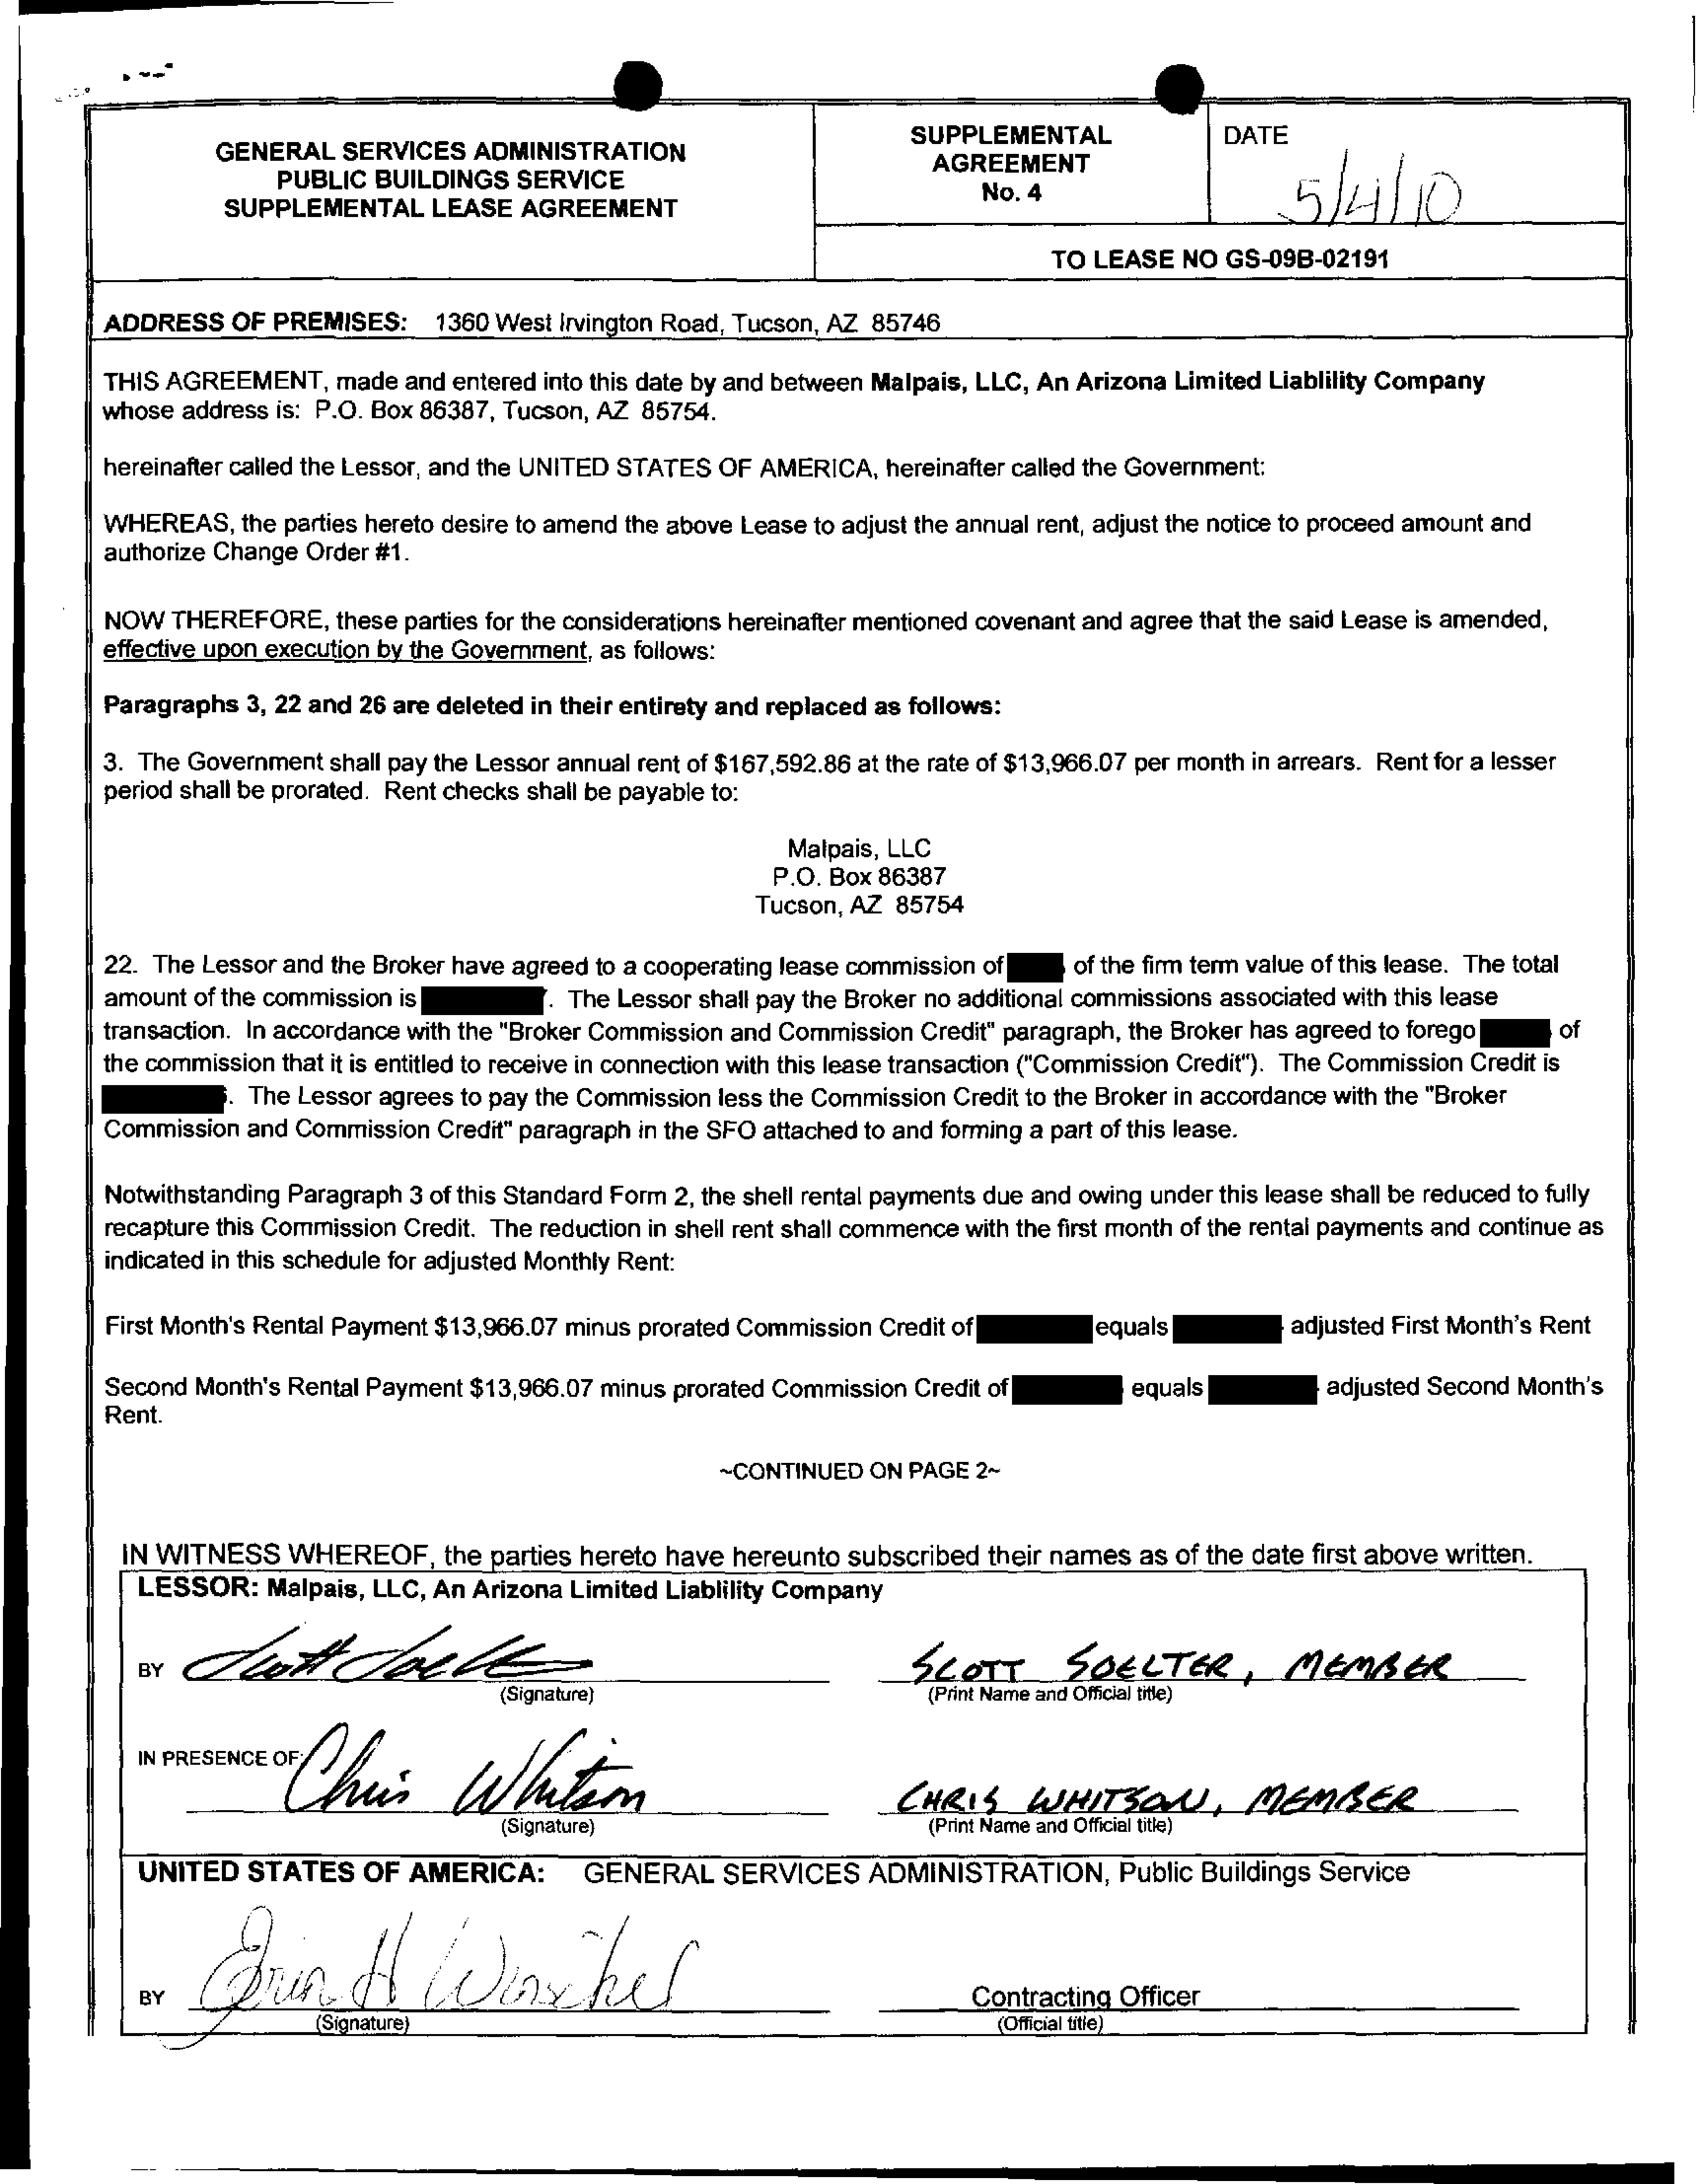 GENERAL SERVICES ADMINISTRATION
PUBLIC BUILDINGS SERVICE
SUPPLEMENTAL LEASE AGREEMENT
SUPPLEMENTAL
AGREEMENT
No. 4
DATE
5/4/10
TO LEASE NO GS-09B-02191
ADDRESS OF PREMISES: 1360 West Irvington Road, Tucson, AZ 85746
THIS AGREEMENT, made and entered into this date by and between Malpais, LLC, An Arizona Limited Liablility Company
whose address is: P.O. Box 86387, Tucson, AZ 85754.
hereinafter called the Lessor, and the UNITED STATES OF AMERICA, hereinafter called the Government:
WHEREAS, the parties hereto desire to amend the above Lease to adjust the annual rent, adjust the notice to proceed amount and
authorize Change Order #1.
NOW THEREFORE, these parties for the considerations hereinafter mentioned covenant and agree that the said Lease is amended,
effective upon execution by the Government, as follows:
Paragraphs 3, 22 and 26 are deleted in their entirety and replaced as follows:
3. The Government shall pay the Lessor annual rent of $167,592.86 at the rate of $13,966.07 per month in arrears. Rent for a lesser
period shall be prorated. Rent checks shall be payable to:
Malpais, LLC
P.O. Box 86387
Tucson, AZ 85754
22. The Lessor and the Broker have agreed to a cooperating lease commission of of the firm term value of this lease. The total
amount of the commission is . The Lessor shall pay the Broker no additional commissions associated with this lease
transaction. In accordance with the "Broker Commission and Commission Credit" paragraph, the Broker has agreed to forego of
the commission that it is entitled to receive in connection with this lease transaction ("Commission Credit"). The Commission Credit is
. The Lessor agrees to pay the Commission less the Commission Credit to the Broker in accordance with the "Broker
Commission and Commission Credit" paragraph in the SFO attached to and forming a part of this lease.
Notwithstanding Paragraph 3 of this Standard Form 2, the shell rental payments due and owing under this lease shall be reduced to fully
recapture this Commission Credit. The reduction in shell rent shall commence with the first month of the rental payments and continue as
indicated in this schedule for adjusted Monthly Rent:
First Month's Rental Payment $13,966.07 minus prorated Commission Credit of equals adjusted First Month's Rent
Second Month's Rental Payment $13,966.07 minus prorated Commission Credit of equals adjusted Second Month's
Rent.
~CONTINUED ON PAGE 2~
IN WITNESS WHEREOF, the parties hereto have hereunto subscribed their names as of the date first above written.
LESSOR: Malpais, LLC, An Arizona Limited Liablility Company
BY
SCOTT SOELTER, MEMBER
(Signature)
(Print Name and Official title)
IN PRESENCE OF:
Chris Whitson
CHRIS WHITSON, MEMBER
(Signature)
(Print Name and Official title)
UNITED STATES OF AMERICA: GENERAL SERVICES ADMINISTRATION, Public Buildings Service
BY
Contracting Officer
(Signature)
(Official title)